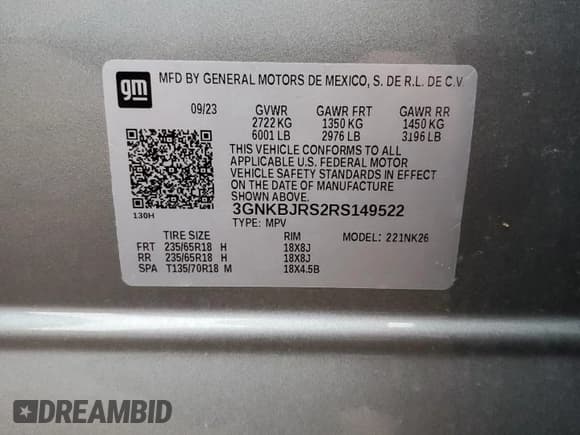 gm
MFD BY GENERAL MOTORS DE MEXICO, S. DE R.L. DE C.V.
09/23 GVWR GAWR FRT GAWR RR
2722 KG 1350 KG 1450 KG
6001 LB 2976 LB 3196 LB
THIS VEHICLE CONFORMS TO ALL
APPLICABLE U.S. FEDERAL MOTOR
VEHICLE SAFETY STANDARDS IN EFFECT
ON THE DATE OF MANUFACTURE
SHOWN ABOVE.
130H
3GNKBJRS2RS149522
TYPE: MPV MODEL: 221NK26
TIRE SIZE RIM
FRT 235/65R18 H 18X8J
RR 235/65R18 H 18X8J
SPA T135/70R18 M 18X4.5B
DREAMBID